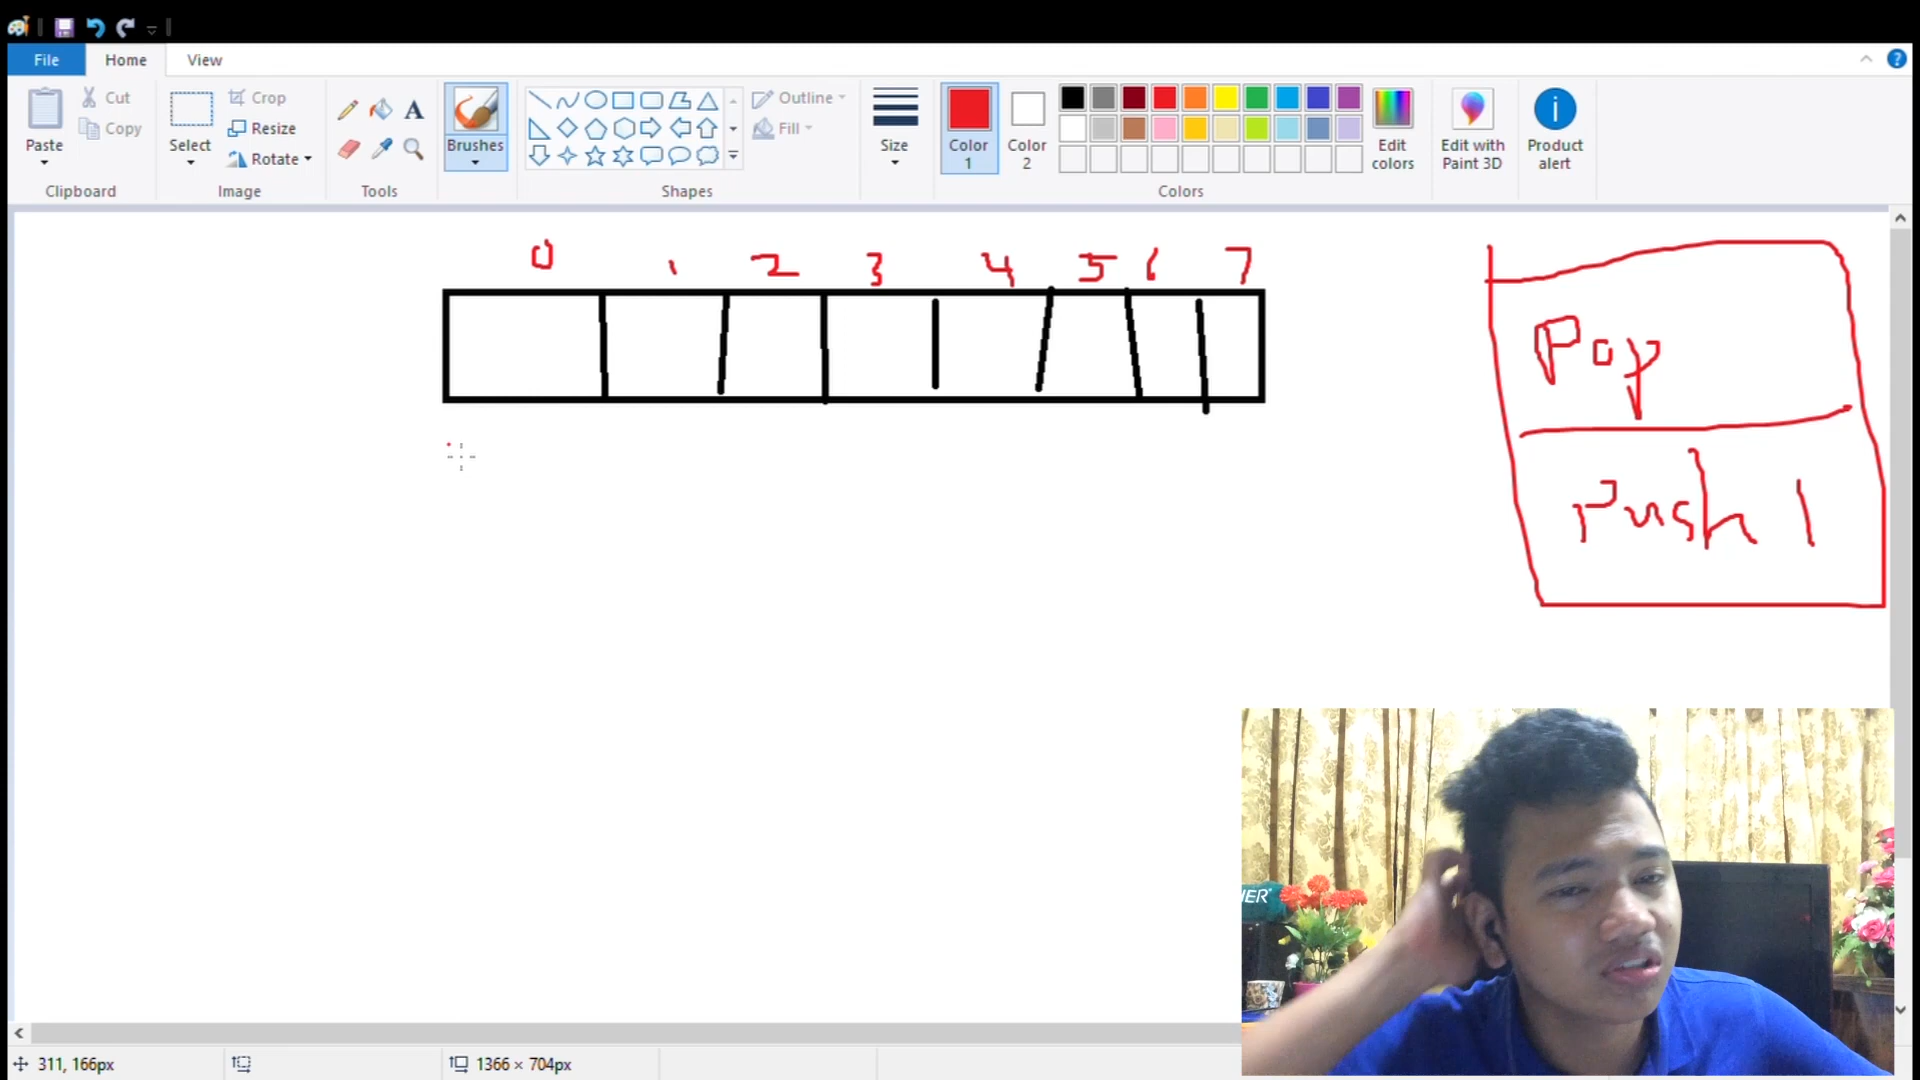 File Home View
Paste
Cut
Copy
Clipboard
Select
Crop
Resize
Rotate
Image
A
Tools
Brushes
Outline
Fill
Shapes
Size
Color
1
Color
2
Edit
colors
Colors
Edit with
Paint 3D
Product
alert
0 1 2 3 4 5 6 7
Pop
Push 1
HER®
311, 166px
1366 × 704px